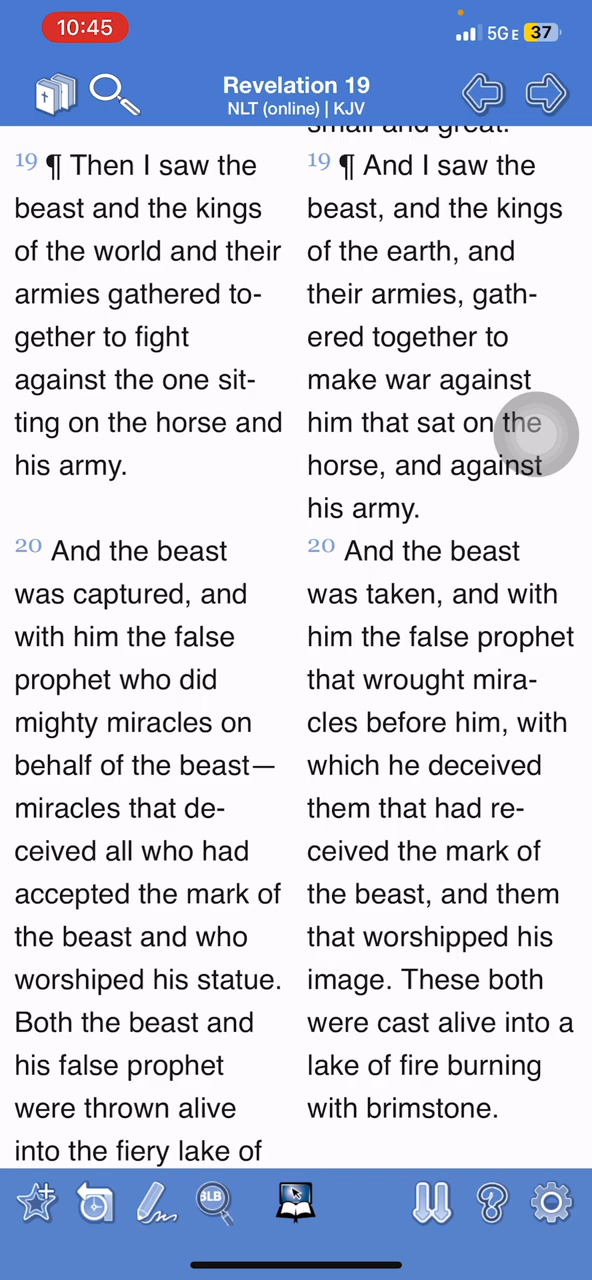 10:45
5GE 37
Revelation 19
NLT (online) | KJV
small and great.
19 ¶ Then I saw the
beast and the kings
of the world and their
armies gathered to-
gether to fight
against the one sit-
ting on the horse and
his army.
20 And the beast
was captured, and
with him the false
prophet who did
mighty miracles on
behalf of the beast—
miracles that de-
ceived all who had
accepted the mark of
the beast and who
worshiped his statue.
Both the beast and
his false prophet
were thrown alive
into the fiery lake of
19 ¶ And I saw the
beast, and the kings
of the earth, and
their armies, gath-
ered together to
make war against
him that sat on the
horse, and against
his army.
20 And the beast
was taken, and with
him the false prophet
that wrought mira-
cles before him, with
which he deceived
them that had re-
ceived the mark of
the beast, and them
that worshipped his
image. These both
were cast alive into a
lake of fire burning
with brimstone.
BLB